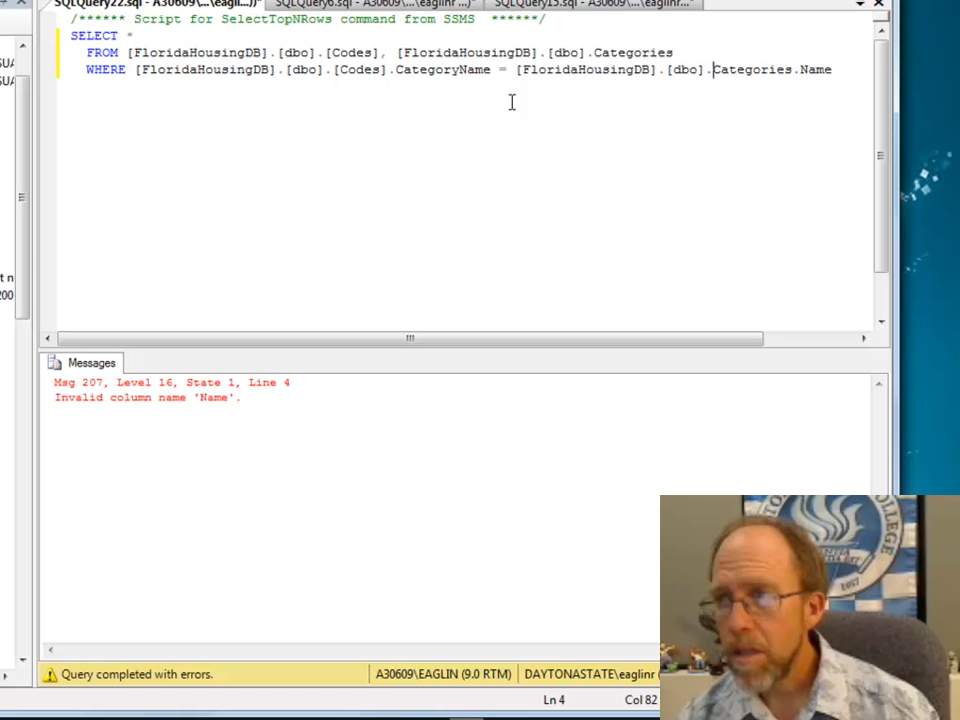 SQLQuery22.sql - A30609\...\eagli...))* SQLQuery6.sql - A30609\...\eaglinr ...)* SQLQuery15.sql - A30609\...\eaglinr...*
/****** Script for SelectTopNRows command from SSMS ******/
SELECT *
FROM [FloridaHousingDB].[dbo].[Codes], [FloridaHousingDB].[dbo].Categories
WHERE [FloridaHousingDB].[dbo].[Codes].CategoryName = [FloridaHousingDB].[dbo].Categories.Name
t n
200
Messages
Msg 207, Level 16, State 1, Line 4
Invalid column name 'Name'.
Query completed with errors. A30609\EAGLIN (9.0 RTM) DAYTONASTATE\eaglinr (
Ln 4 Col 82